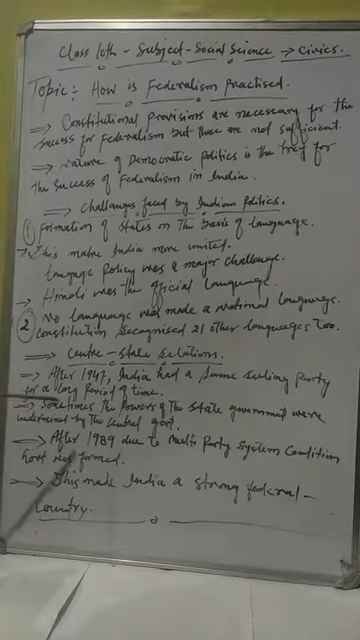 Class 10th - Subject - Social Science → Civics.
Topic: How is Federalism Practised.
⇒ Constitutional Provisions are necessary for the
success for Federalism but these are not sufficient.
⇒ Nature of Democratic Politics is the key for
the success of Federalism in India.
⇒ Challenges faced by Indian Politics.
① Formation of States on The Basis of language.
→ This make India more united.
Language Policy was a major challenge.
→ Hindi was the official Language.
② No language was made a National language.
Constitution Recognised 21 other languages Too.
⇒ Centre - State Relations.
⇒ After 1947, India had a Same Ruling Party
for a long Period of time.
⇒ Sometimes the Powers of The State government were
undermined by The Central govt.
⇒ After 1989 due to Multi Party System Coalition
Govt was formed.
⇒ This made India a strong federal-
Country.